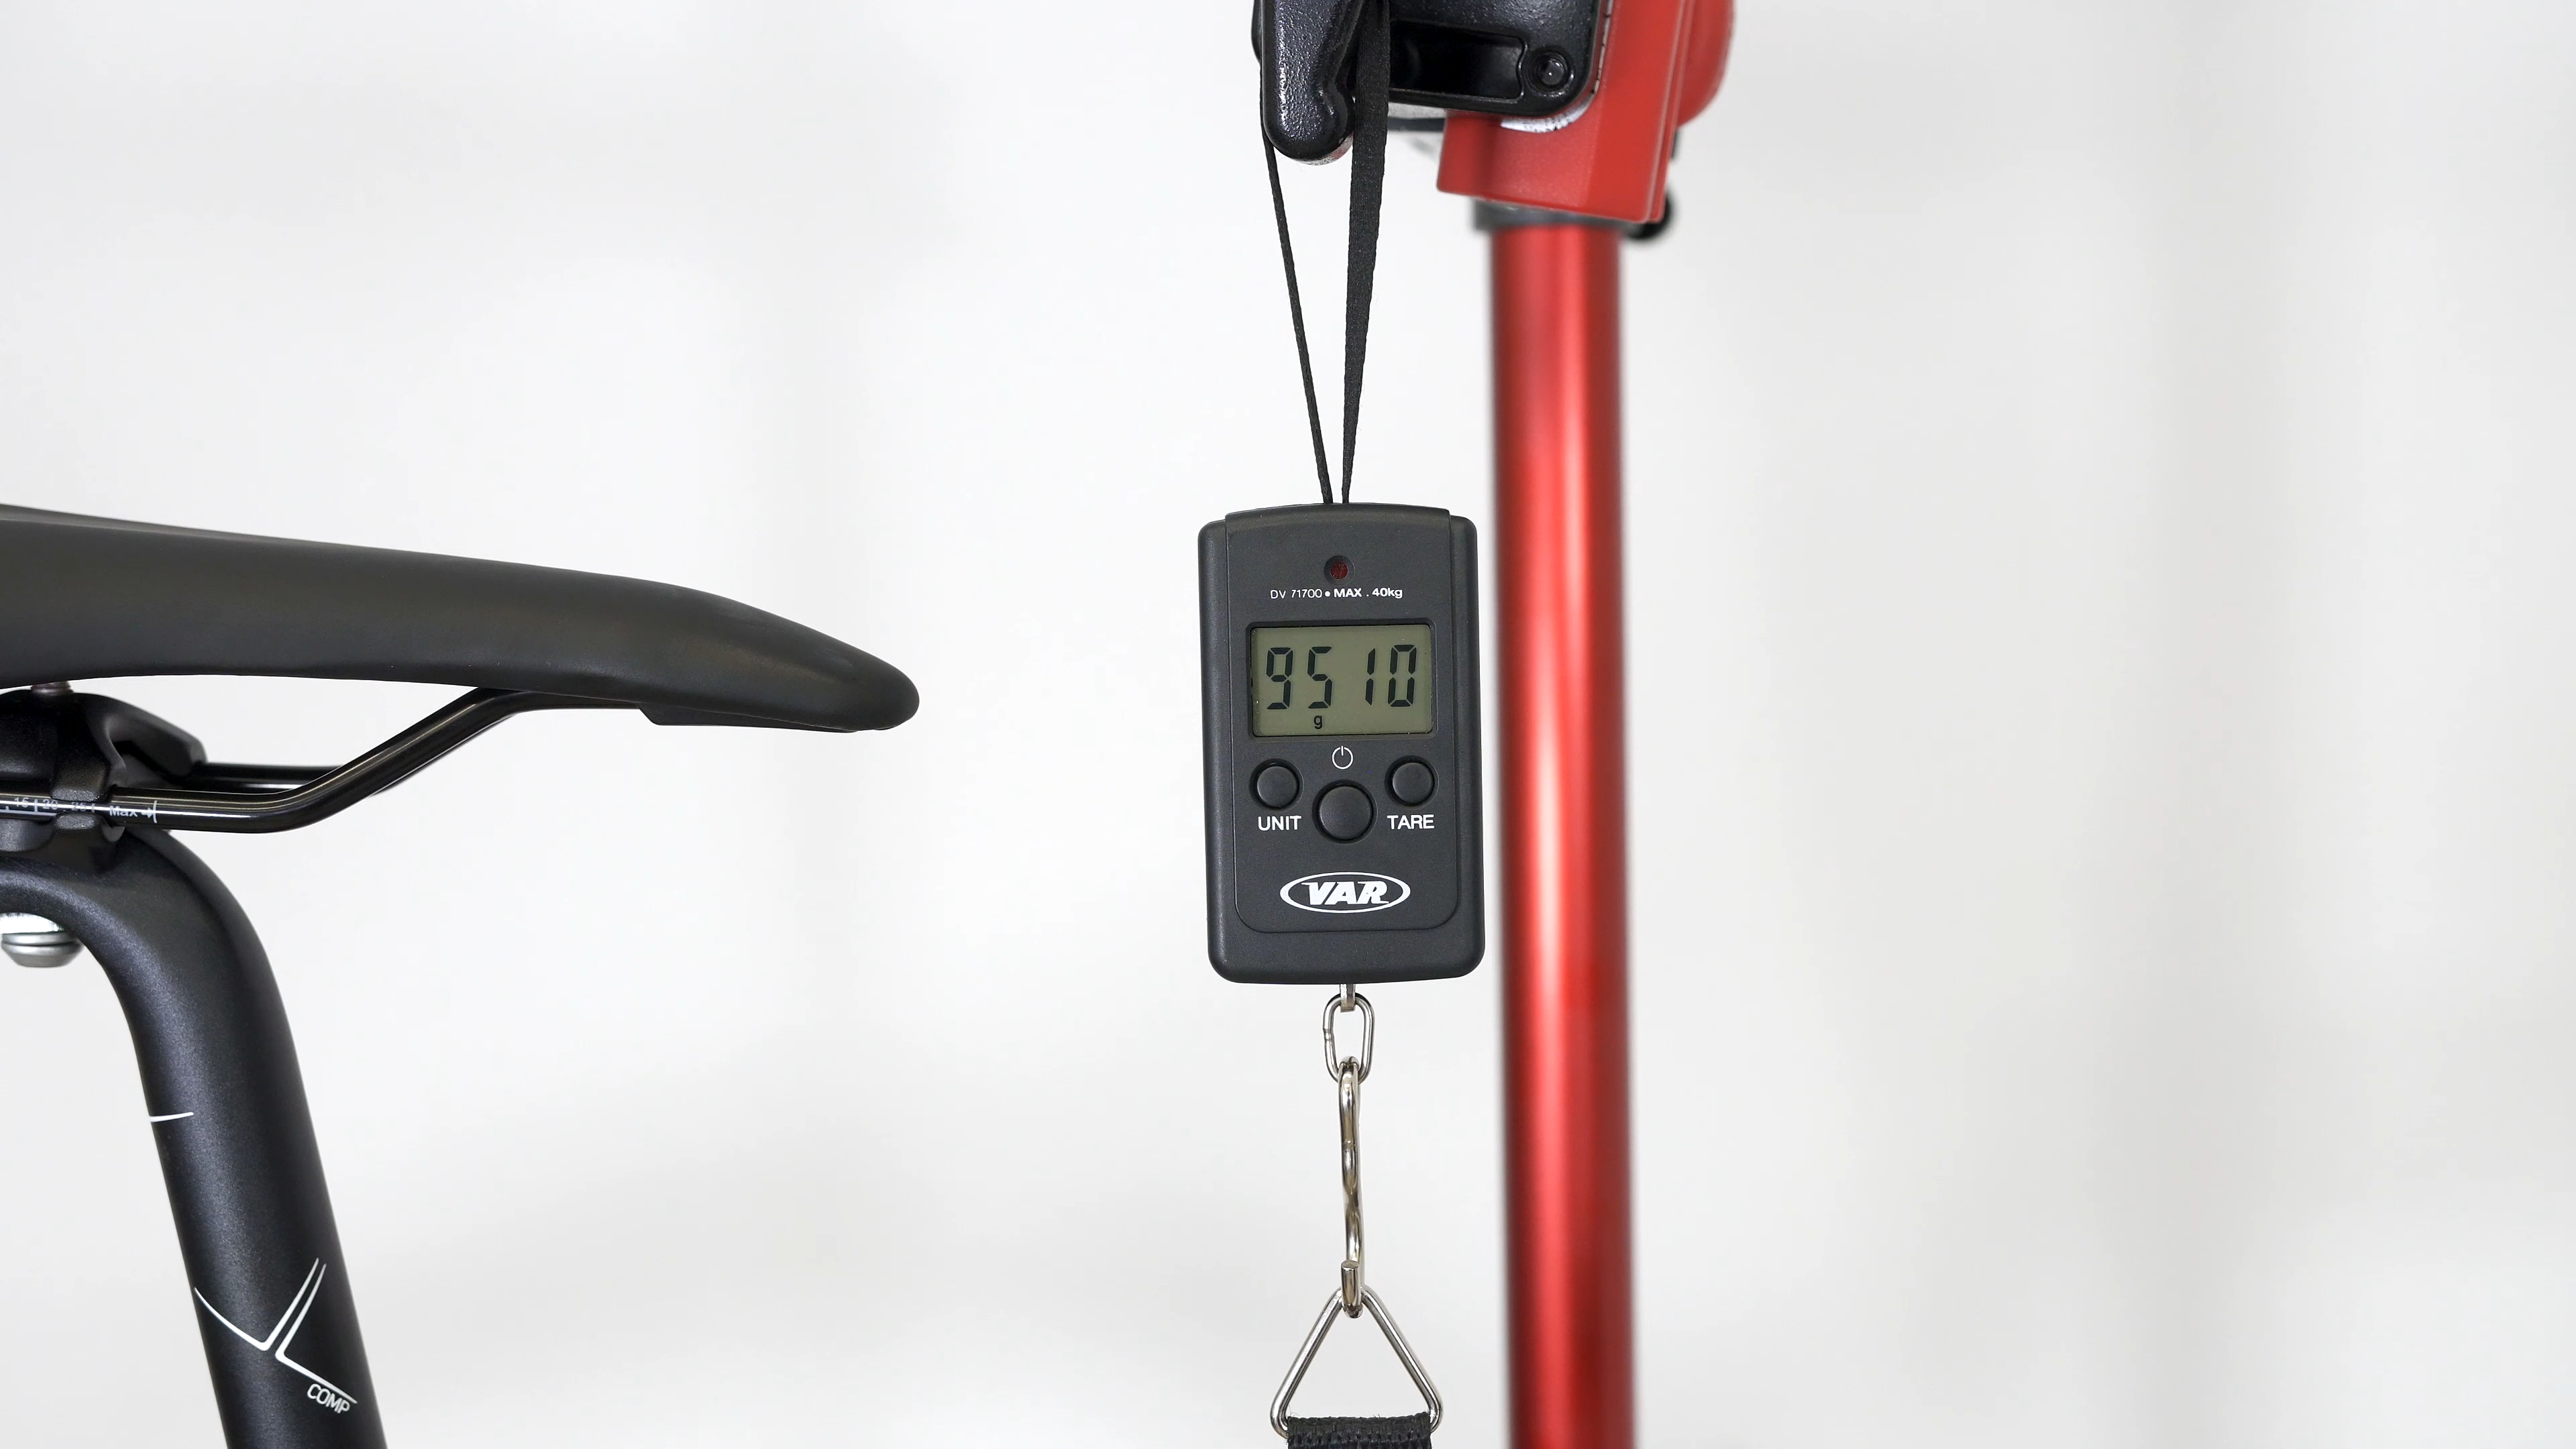 DV 71700 • MAX . 40kg
9510
g
UNIT TARE
VAR
Max
COMP